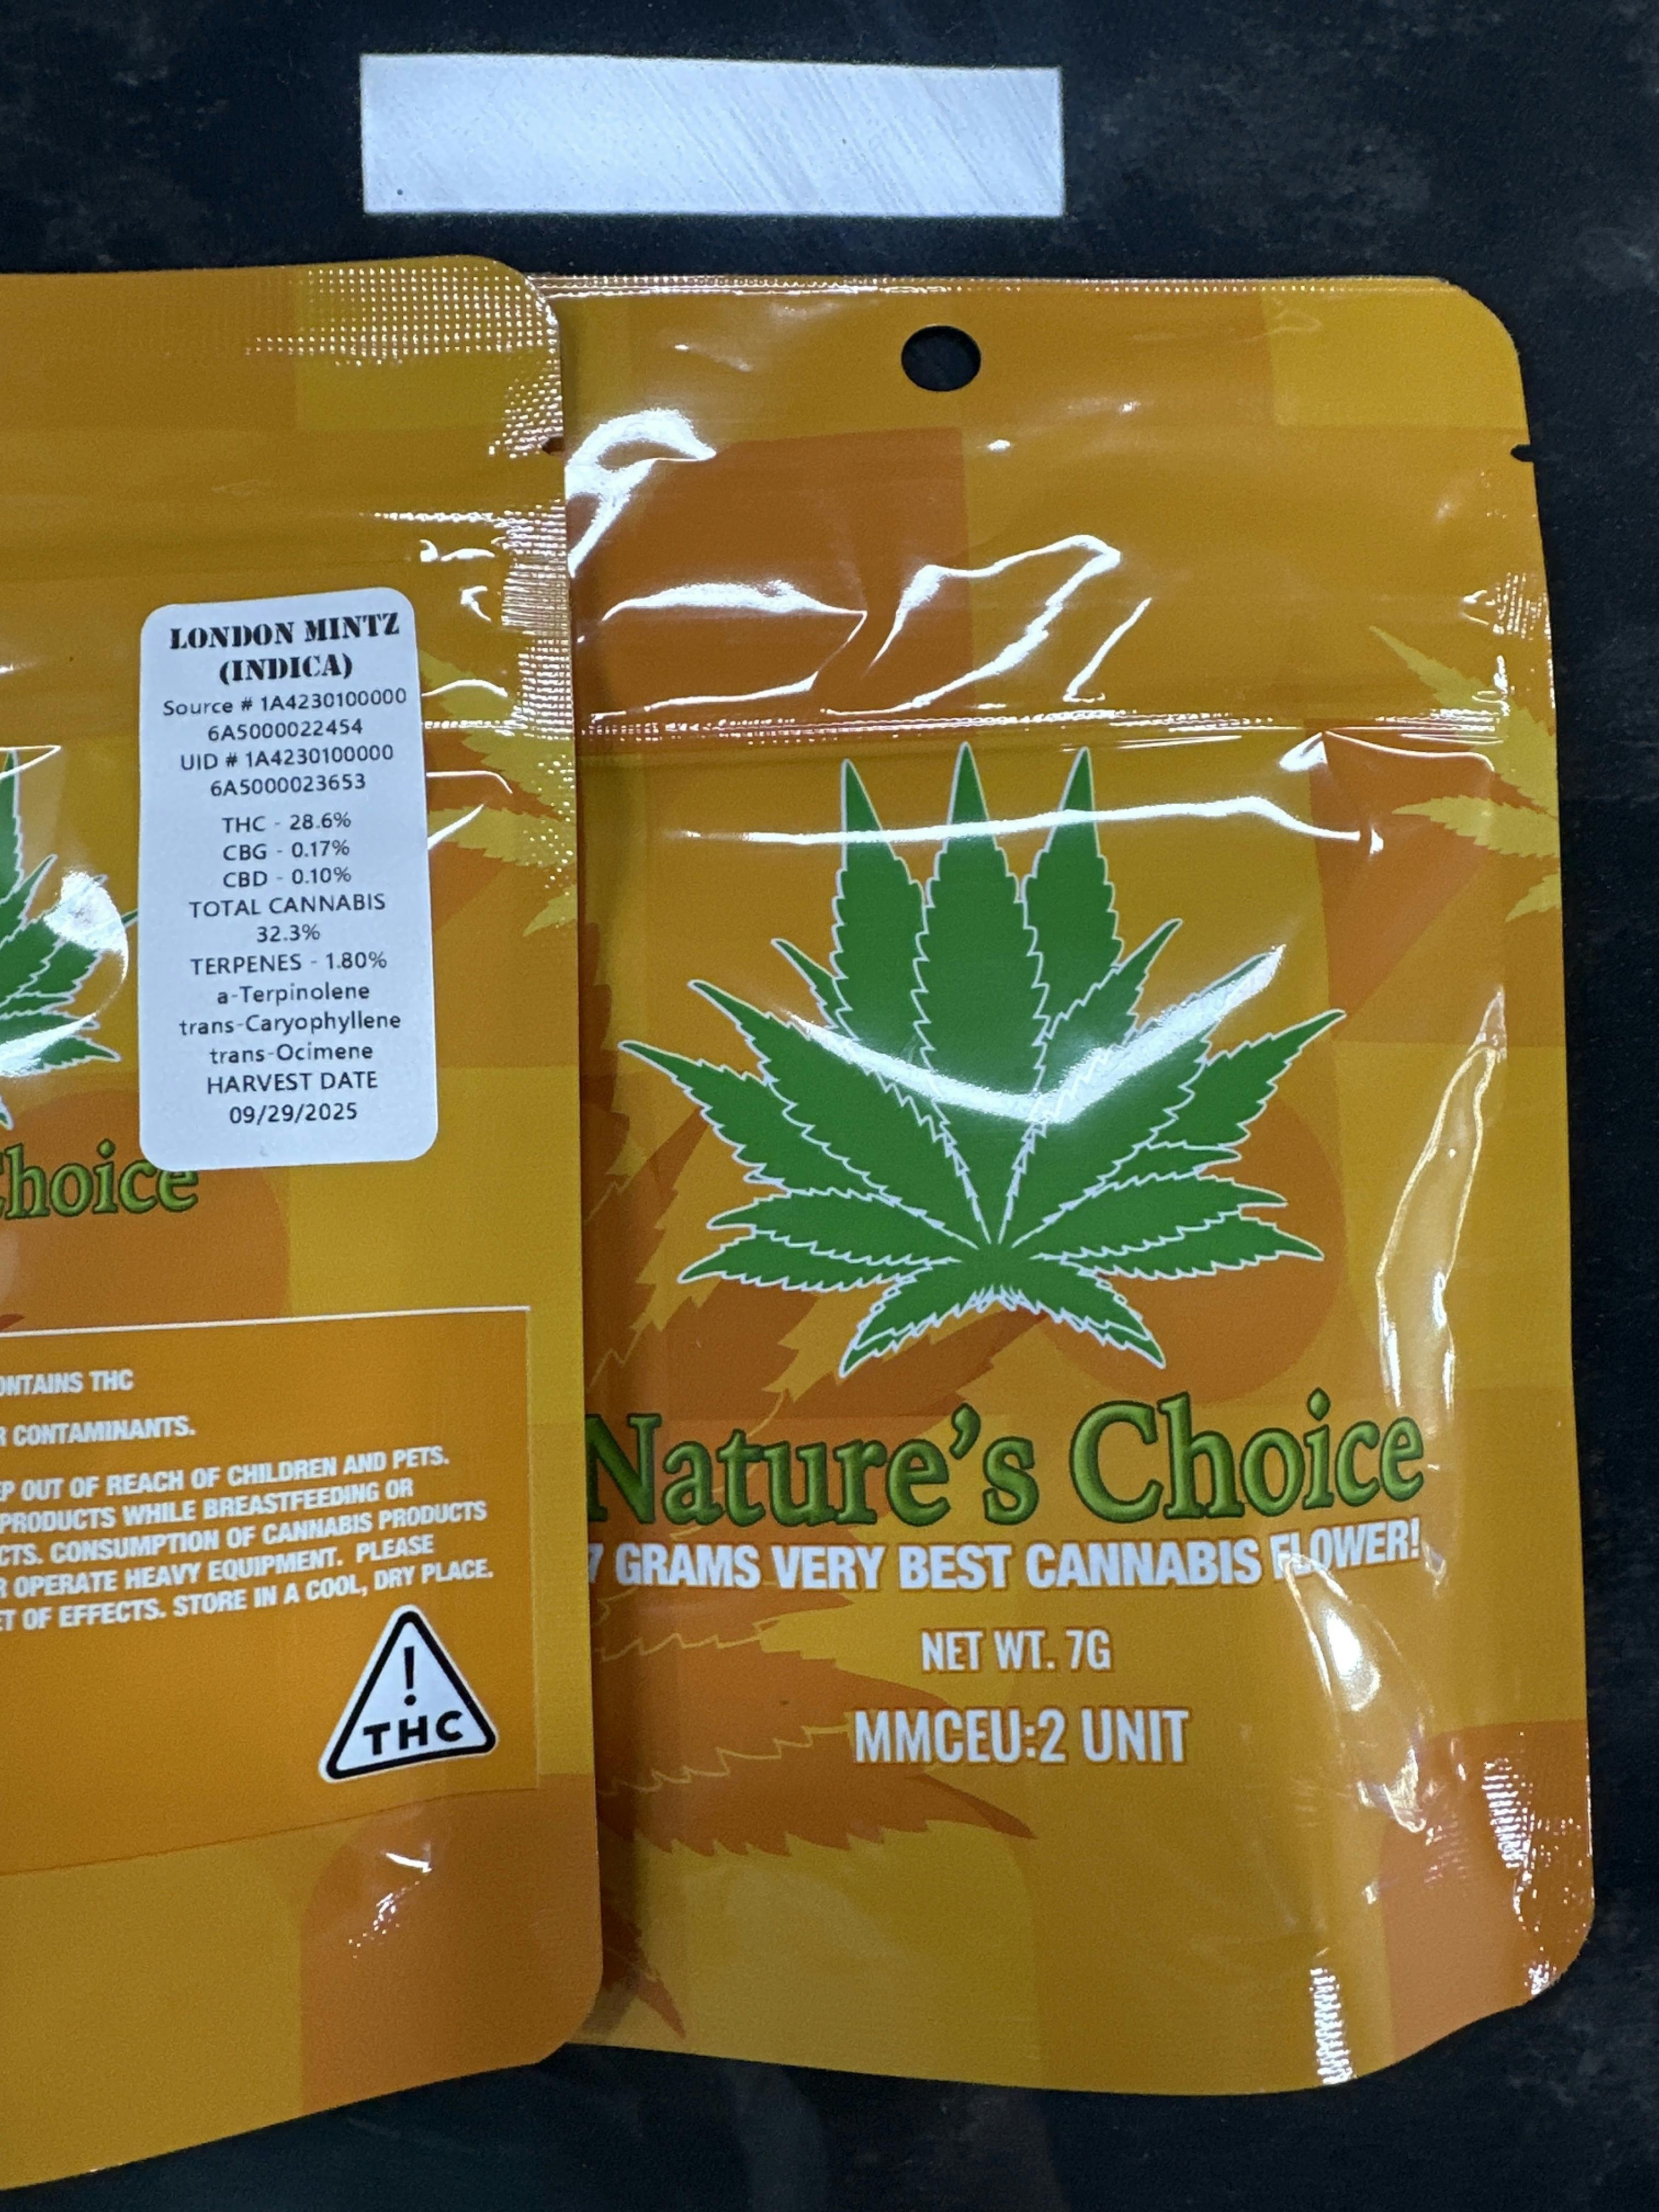 LONDON MINTZ
(INDICA)
Source # 1A4230100000
6A5000022454
UID # 1A4230100000
6A5000023653
THC - 28.6%
CBG - 0.17%
CBD - 0.10%
TOTAL CANNABIS
32.3%
TERPENES - 1.80%
a-Terpinolene
trans-Caryophyllene
trans-Ocimene
HARVEST DATE
09/29/2025
Choice
CONTAINS THC
CONTAMINANTS.
OUT OF REACH OF CHILDREN AND PETS.
PRODUCTS WHILE BREASTFEEDING OR
CONSUMPTION OF CANNABIS PRODUCTS
OPERATE HEAVY EQUIPMENT. PLEASE
OF EFFECTS. STORE IN A COOL, DRY PLACE.
!
THC
Nature's Choice
7 GRAMS VERY BEST CANNABIS FLOWER!
NET WT. 7G
MMCEU:2 UNIT